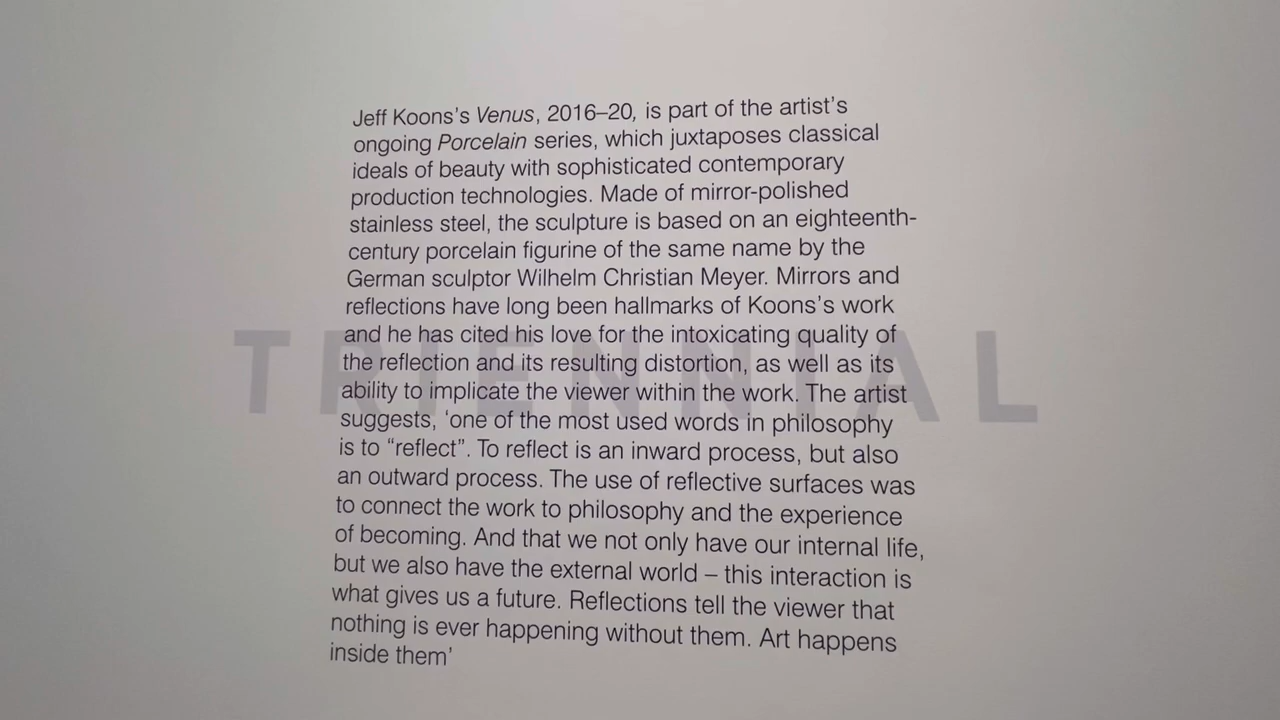 Jeff Koons’s Venus, 2016–20, is part of the artist’s
ongoing Porcelain series, which juxtaposes classical
ideals of beauty with sophisticated contemporary
production technologies. Made of mirror-polished
stainless steel, the sculpture is based on an eighteenth-
century porcelain figurine of the same name by the
German sculptor Wilhelm Christian Meyer. Mirrors and
reflections have long been hallmarks of Koons’s work
and he has cited his love for the intoxicating quality of
the reflection and its resulting distortion, as well as its
ability to implicate the viewer within the work. The artist
suggests, ‘one of the most used words in philosophy
is to “reflect”. To reflect is an inward process, but also
an outward process. The use of reflective surfaces was
to connect the work to philosophy and the experience
of becoming. And that we not only have our internal life,
but we also have the external world – this interaction is
what gives us a future. Reflections tell the viewer that
nothing is ever happening without them. Art happens
inside them’
TRIENNIAL